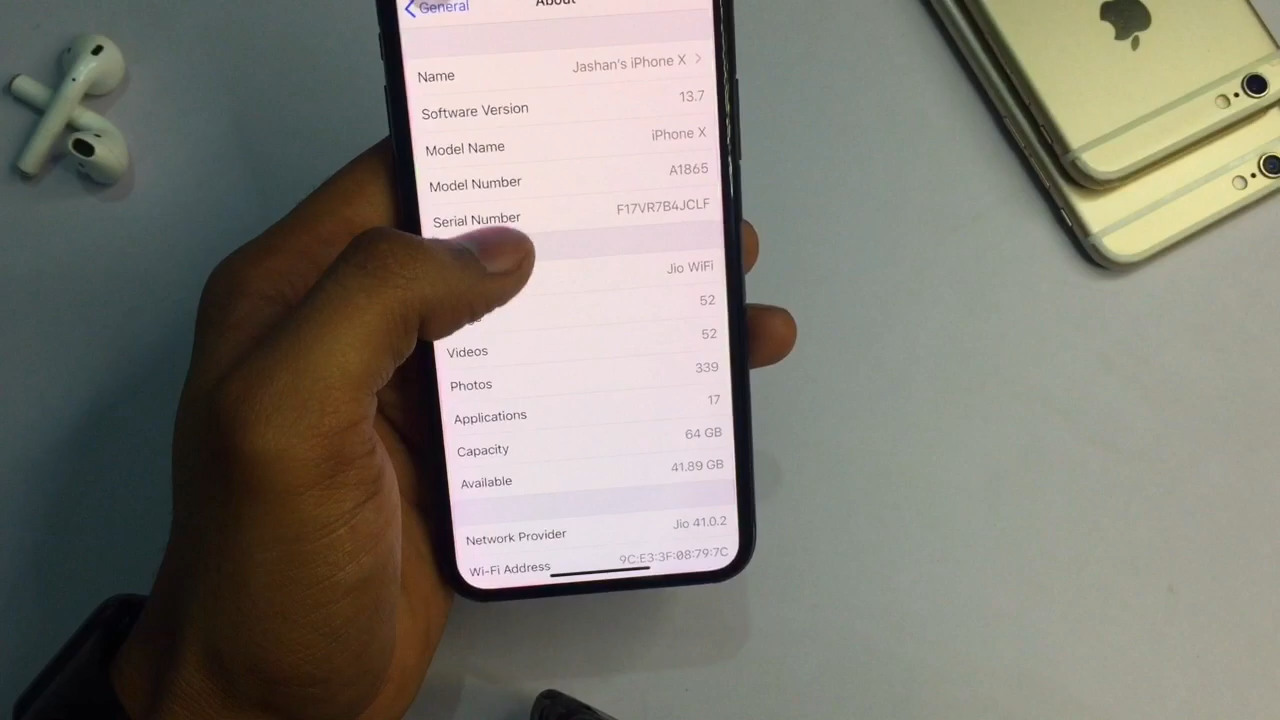 General
About
Name Jashan's iPhone X
Software Version 13.7
Model Name iPhone X
Model Number A1865
Serial Number F17VR7B4JCLF
Jio WiFi
52
Videos 52
Photos 339
Applications 17
Capacity 64 GB
Available 41.89 GB
Network Provider Jio 41.0.2
Wi-Fi Address 9C:E3:3F:08:79:7C